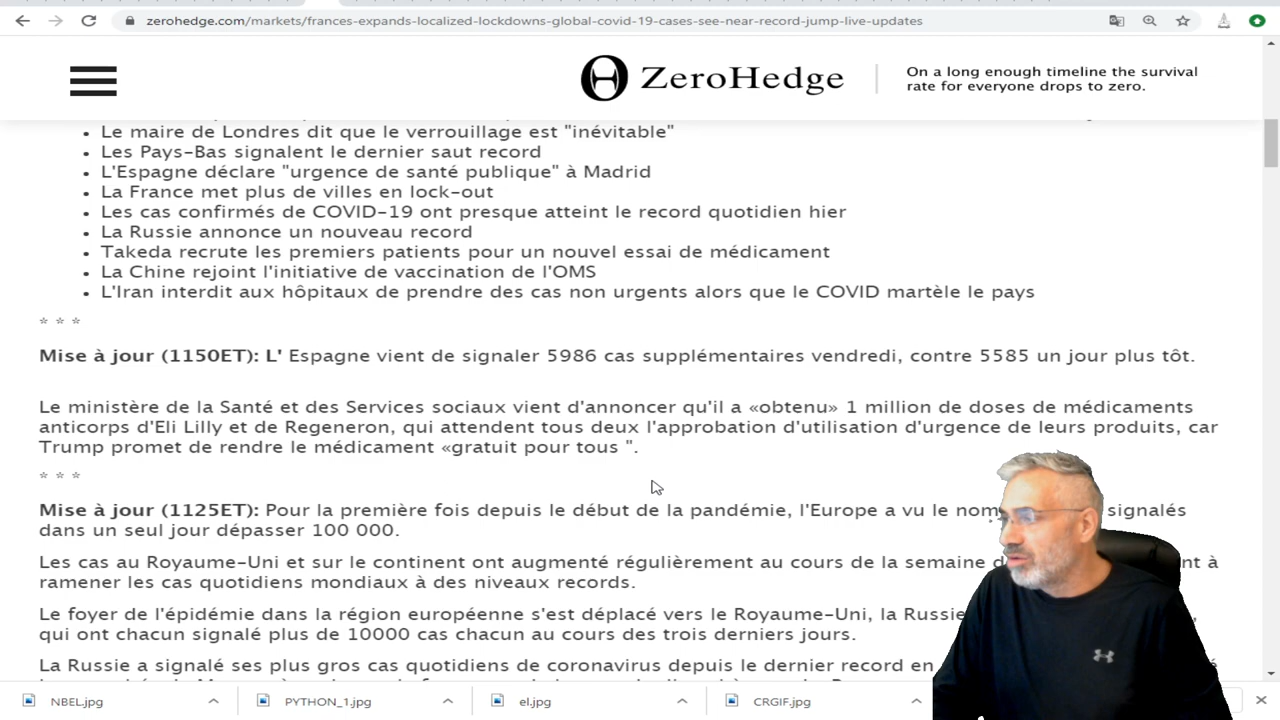 zerohedge.com/markets/frances-expands-localized-lockdowns-global-covid-19-cases-see-near-record-jump-live-updates
ZeroHedge
On a long enough timeline the survival
rate for everyone drops to zero.
Le maire de Londres dit que le verrouillage est "inévitable"
Les Pays-Bas signalent le dernier saut record
L'Espagne déclare "urgence de santé publique" à Madrid
La France met plus de villes en lock-out
Les cas confirmés de COVID-19 ont presque atteint le record quotidien hier
La Russie annonce un nouveau record
Takeda recrute les premiers patients pour un nouvel essai de médicament
La Chine rejoint l'initiative de vaccination de l'OMS
L'Iran interdit aux hôpitaux de prendre des cas non urgents alors que le COVID martèle le pays
* * *
Mise à jour (1150ET): L' Espagne vient de signaler 5986 cas supplémentaires vendredi, contre 5585 un jour plus tôt.
Le ministère de la Santé et des Services sociaux vient d'annoncer qu'il a «obtenu» 1 million de doses de médicaments
anticorps d'Eli Lilly et de Regeneron, qui attendent tous deux l'approbation d'utilisation d'urgence de leurs produits, car
Trump promet de rendre le médicament «gratuit pour tous ".
* * *
Mise à jour (1125ET): Pour la première fois depuis le début de la pandémie, l'Europe a vu le signalés
dans un seul jour dépasser 100 000.
Les cas au Royaume-Uni et sur le continent ont augmenté régulièrement au cours de la semaine à
ramener les cas quotidiens mondiaux à des niveaux records.
Le foyer de l'épidémie dans la région européenne s'est déplacé vers le Royaume-Uni, la Russie
qui ont chacun signalé plus de 10000 cas chacun au cours des trois derniers jours.
La Russie a signalé ses plus gros cas quotidiens de coronavirus depuis le dernier record en
NBEL.jpg
PYTHON_1.jpg
el.jpg
CRGIF.jpg